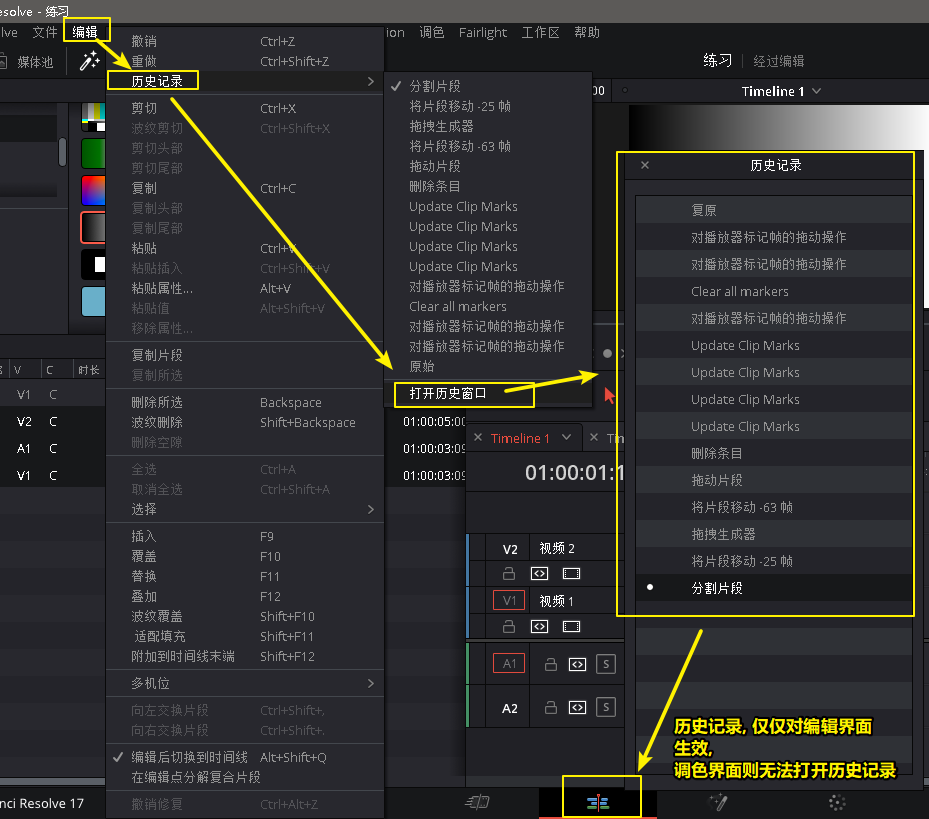 esolve - 练习
lve 文件 编辑 ion 调色 Fairlight 工作区 帮助
媒体池
练习 经过编辑
00
Timeline 1
撤销 Ctrl+Z
重做 Ctrl+Shift+Z
历史记录
剪切 Ctrl+X
波纹剪切 Ctrl+Shift+X
剪切头部
剪切尾部
复制 Ctrl+C
复制头部
复制尾部
粘贴 Ctrl+V
粘贴插入 Ctrl+Shift+V
粘贴属性... Alt+V
粘贴值 Alt+Shift+V
移除属性...
复制片段
复制所选
删除所选 Backspace
波纹删除 Shift+Backspace
删除空隙
全选 Ctrl+A
取消全选 Ctrl+Shift+A
选择
插入 F9
覆盖 F10
替换 F11
叠加 F12
波纹覆盖 Shift+F10
适配填充 Shift+F11
附加到时间线末端 Shift+F12
多机位
向左交换片段 Ctrl+Shift+,
向右交换片段 Ctrl+Shift+.
编辑后切换到时间线 Alt+Shift+Q
在编辑点分解复合片段
撤销修复 Ctrl+Alt+Z
分割片段
将片段移动 -25 帧
拖拽生成器
将片段移动 -63 帧
拖动片段
删除条目
Update Clip Marks
Update Clip Marks
Update Clip Marks
Update Clip Marks
对播放器标记帧的拖动操作
Clear all markers
对播放器标记帧的拖动操作
对播放器标记帧的拖动操作
原始
打开历史窗口
历史记录
复原
对播放器标记帧的拖动操作
对播放器标记帧的拖动操作
Clear all markers
对播放器标记帧的拖动操作
Update Clip Marks
Update Clip Marks
Update Clip Marks
Update Clip Marks
删除条目
拖动片段
将片段移动 -63 帧
拖拽生成器
将片段移动 -25 帧
分割片段
V C 时长
V1 C
V2 C 01:00:05:00
A1 C 01:00:03:09
V1 C 01:00:03:09
Timeline 1 Tin
01:00:01:1
V2 视频 2
V1 视频 1
A1 S
A2 S
历史记录, 仅仅对编辑界面
生效,
调色界面则无法打开历史记录
nci Resolve 17